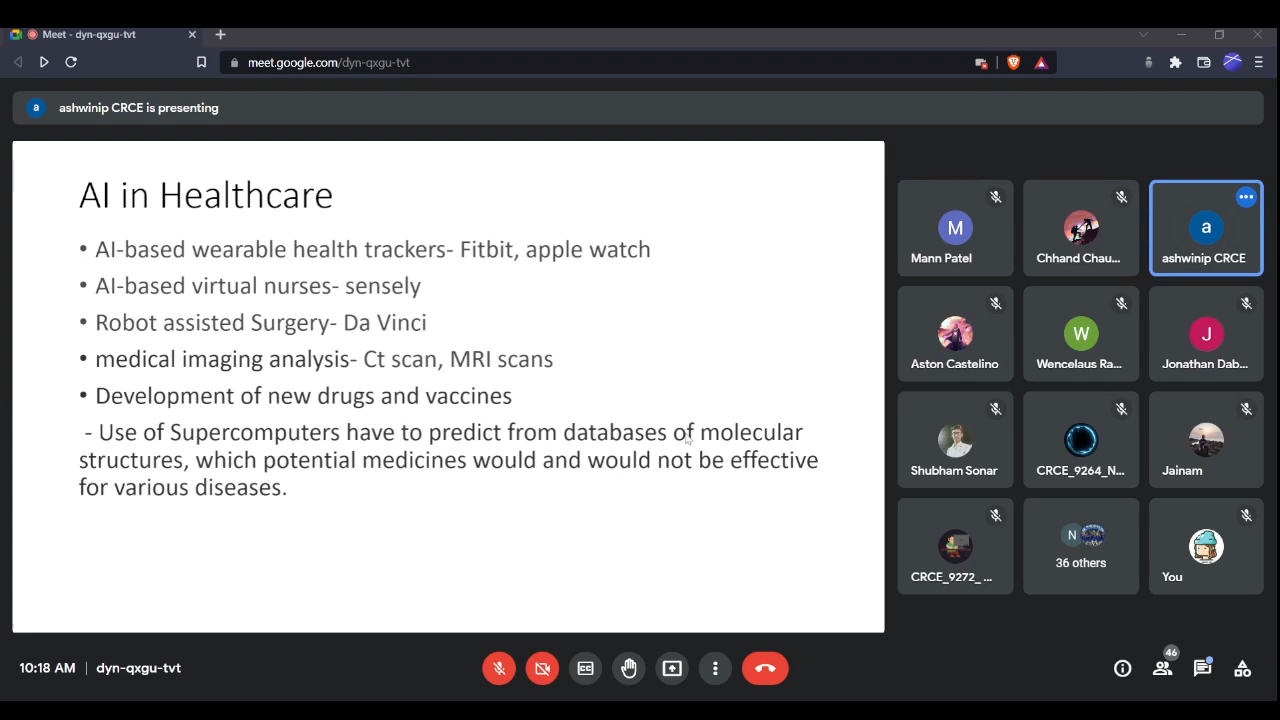 Meet - dyn-qxgu-tvt
meet.google.com/dyn-qxgu-tvt
a ashwinip CRCE is presenting
AI in Healthcare
• AI-based wearable health trackers- Fitbit, apple watch
• AI-based virtual nurses- sensely
• Robot assisted Surgery- Da Vinci
• medical imaging analysis- Ct scan, MRI scans
• Development of new drugs and vaccines
- Use of Supercomputers have to predict from databases of molecular
structures, which potential medicines would and would not be effective
for various diseases.
M
Mann Patel
Chhand Chau...
a
ashwinip CRCE
Aston Castelino
W
Wencelaus Ra...
J
Jonathan Dab...
Shubham Sonar
CRCE_9264_N...
Jainam
CRCE_9272_ ...
N
36 others
You
10:18 AM | dyn-qxgu-tvt
CC
46